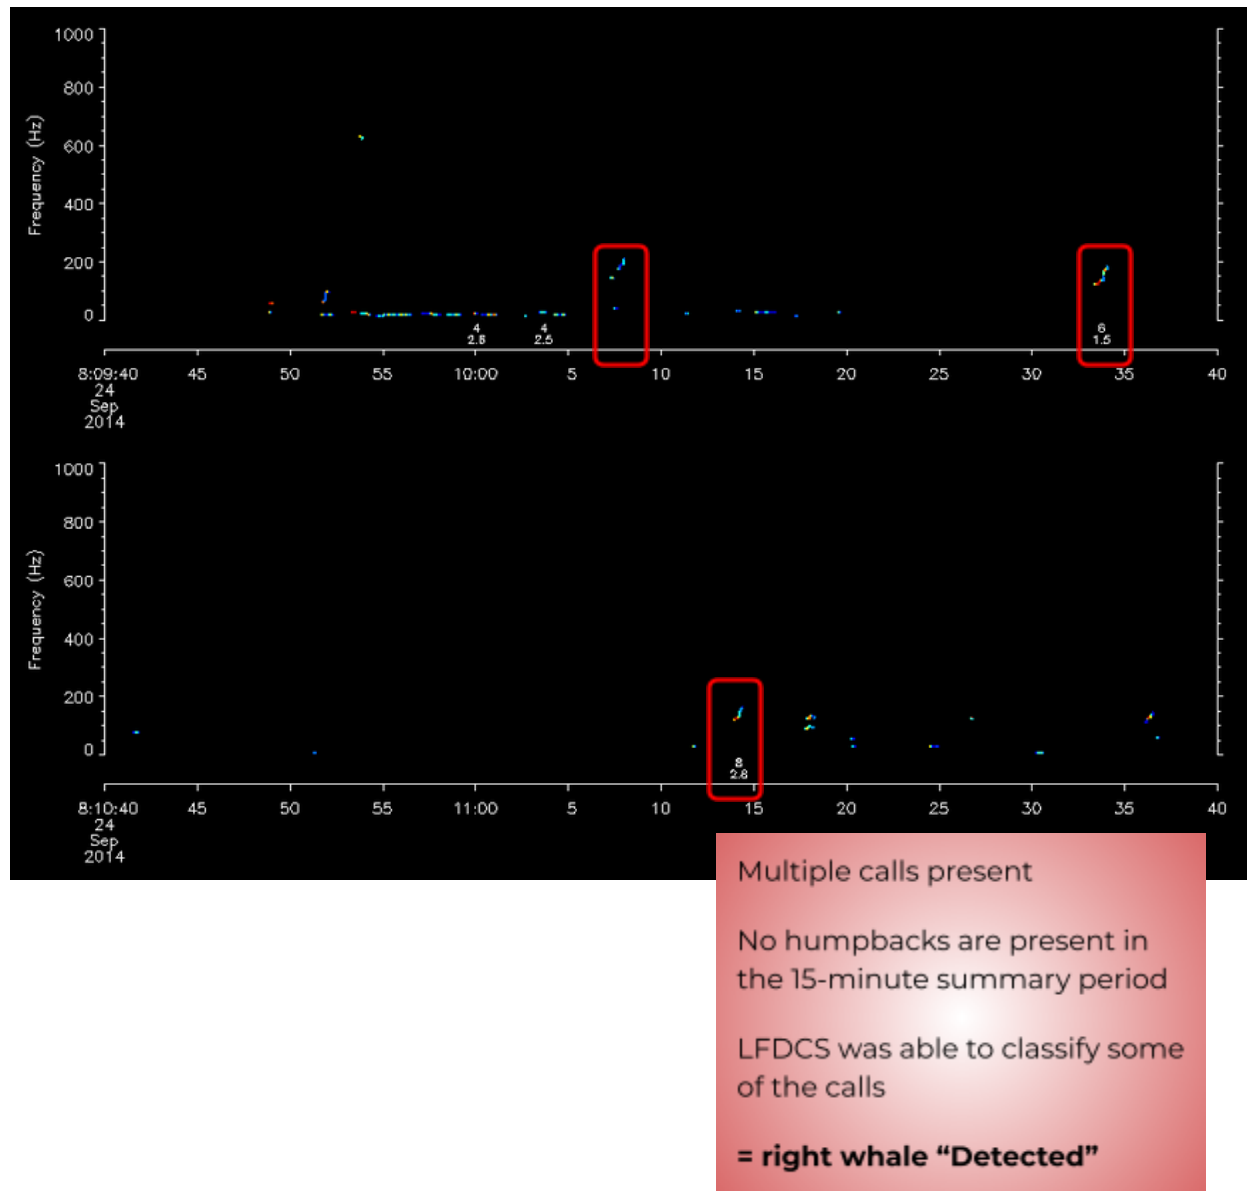 1000
800
600
400
200
0
Frequency (Hz)
4
2.8
4
2.5
6
1.5
8:09:40 45 50 55 10:00 5 10 15 20 25 30 35 40
24
Sep
2014
1000
800
600
400
200
0
Frequency (Hz)
8
2.8
8:10:40 45 50 55 11:00 5 10 15 20 25 30 35 40
24
Sep
2014
Multiple calls present
No humpbacks are present in
the 15-minute summary period
LFDCS was able to classify some
of the calls
= right whale “Detected”